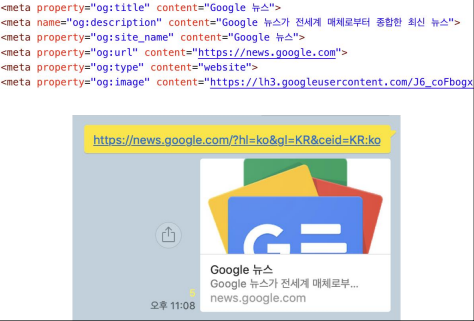 <meta property="og:title" content="Google 뉴스">
<meta name="og:description" content="Google 뉴스가 전세계 매체로부터 종합한 최신 뉴스">
<meta property="og:site_name" content="Google 뉴스">
<meta property="og:url" content="https://news.google.com">
<meta property="og:type" content="website">
<meta property="og:image" content="https://lh3.googleusercontent.com/J6_coFbogx
https://news.google.com/?hl=ko&gl=KR&ceid=KR:ko
G
Google 뉴스
Google 뉴스가 전세계 매체로부...
news.google.com
5
오후 11:08